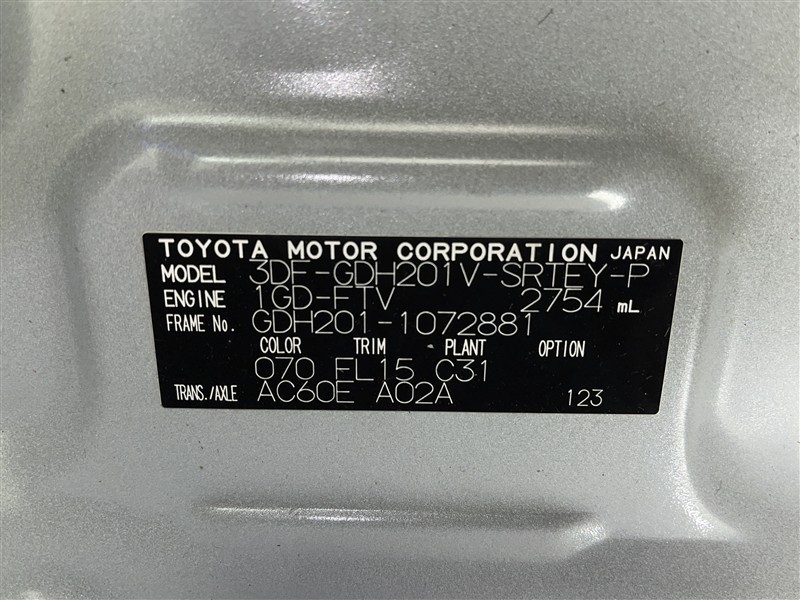 TOYOTA MOTOR CORPORATION JAPAN
MODEL 3DF-GDH201V-SRTEY-P
ENGINE 1GD-FTV 2754 mL
FRAME No. GDH201-1072881
COLOR TRIM PLANT OPTION
070 FL15 C31
TRANS./AXLE AC60E A02A 123